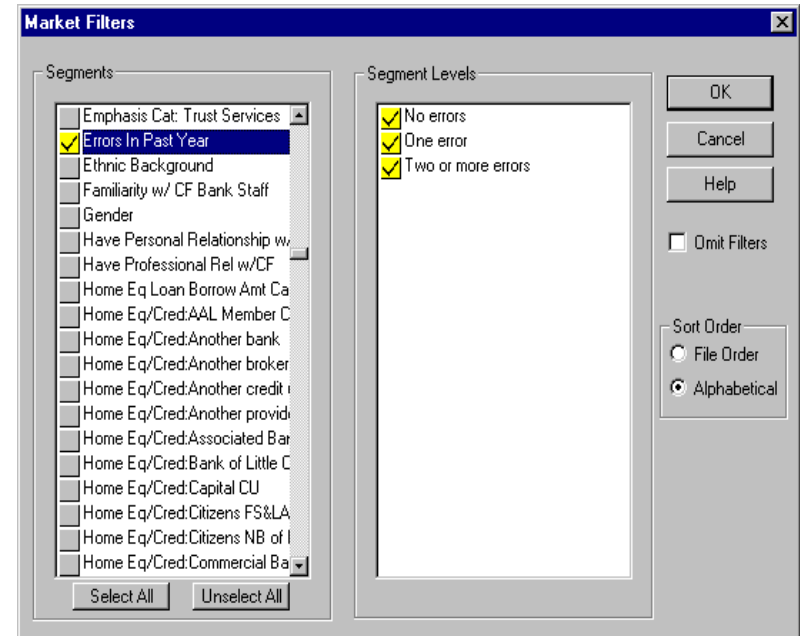 Market Filters
Segments
Emphasis Cat: Trust Services
Errors In Past Year
Ethnic Background
Familiarity w/ CF Bank Staff
Gender
Have Personal Relationship w/
Have Professional Rel w/CF
Home Eq Loan Borrow Amt Ca
Home Eq/Cred:AAL Member C
Home Eq/Cred:Another bank
Home Eq/Cred:Another broker
Home Eq/Cred:Another credit
Home Eq/Cred:Another provid
Home Eq/Cred:Associated Bar
Home Eq/Cred:Bank of Little C
Home Eq/Cred:Capital CU
Home Eq/Cred:Citizens FS&LA
Home Eq/Cred:Citizens NB of
Home Eq/Cred:Commercial Ba
Select All
Unselect All
Segment Levels
No errors
One error
Two or more errors
OK
Cancel
Help
Omit Filters
Sort Order
File Order
Alphabetical